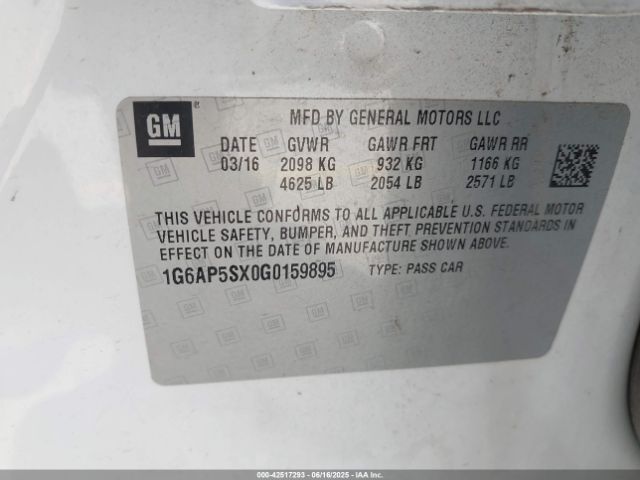 GM ®
MFD BY GENERAL MOTORS LLC
DATE GVWR GAWR FRT GAWR RR
03/16 2098 KG 932 KG 1166 KG
4625 LB 2054 LB 2571 LB
THIS VEHICLE CONFORMS TO ALL APPLICABLE U.S. FEDERAL MOTOR
VEHICLE SAFETY, BUMPER, AND THEFT PREVENTION STANDARDS IN
EFFECT ON THE DATE OF MANUFACTURE SHOWN ABOVE.
1G6AP5SX0G0159895 TYPE: PASS CAR
000-42517293 - 06/16/2025 - IAAI.COM